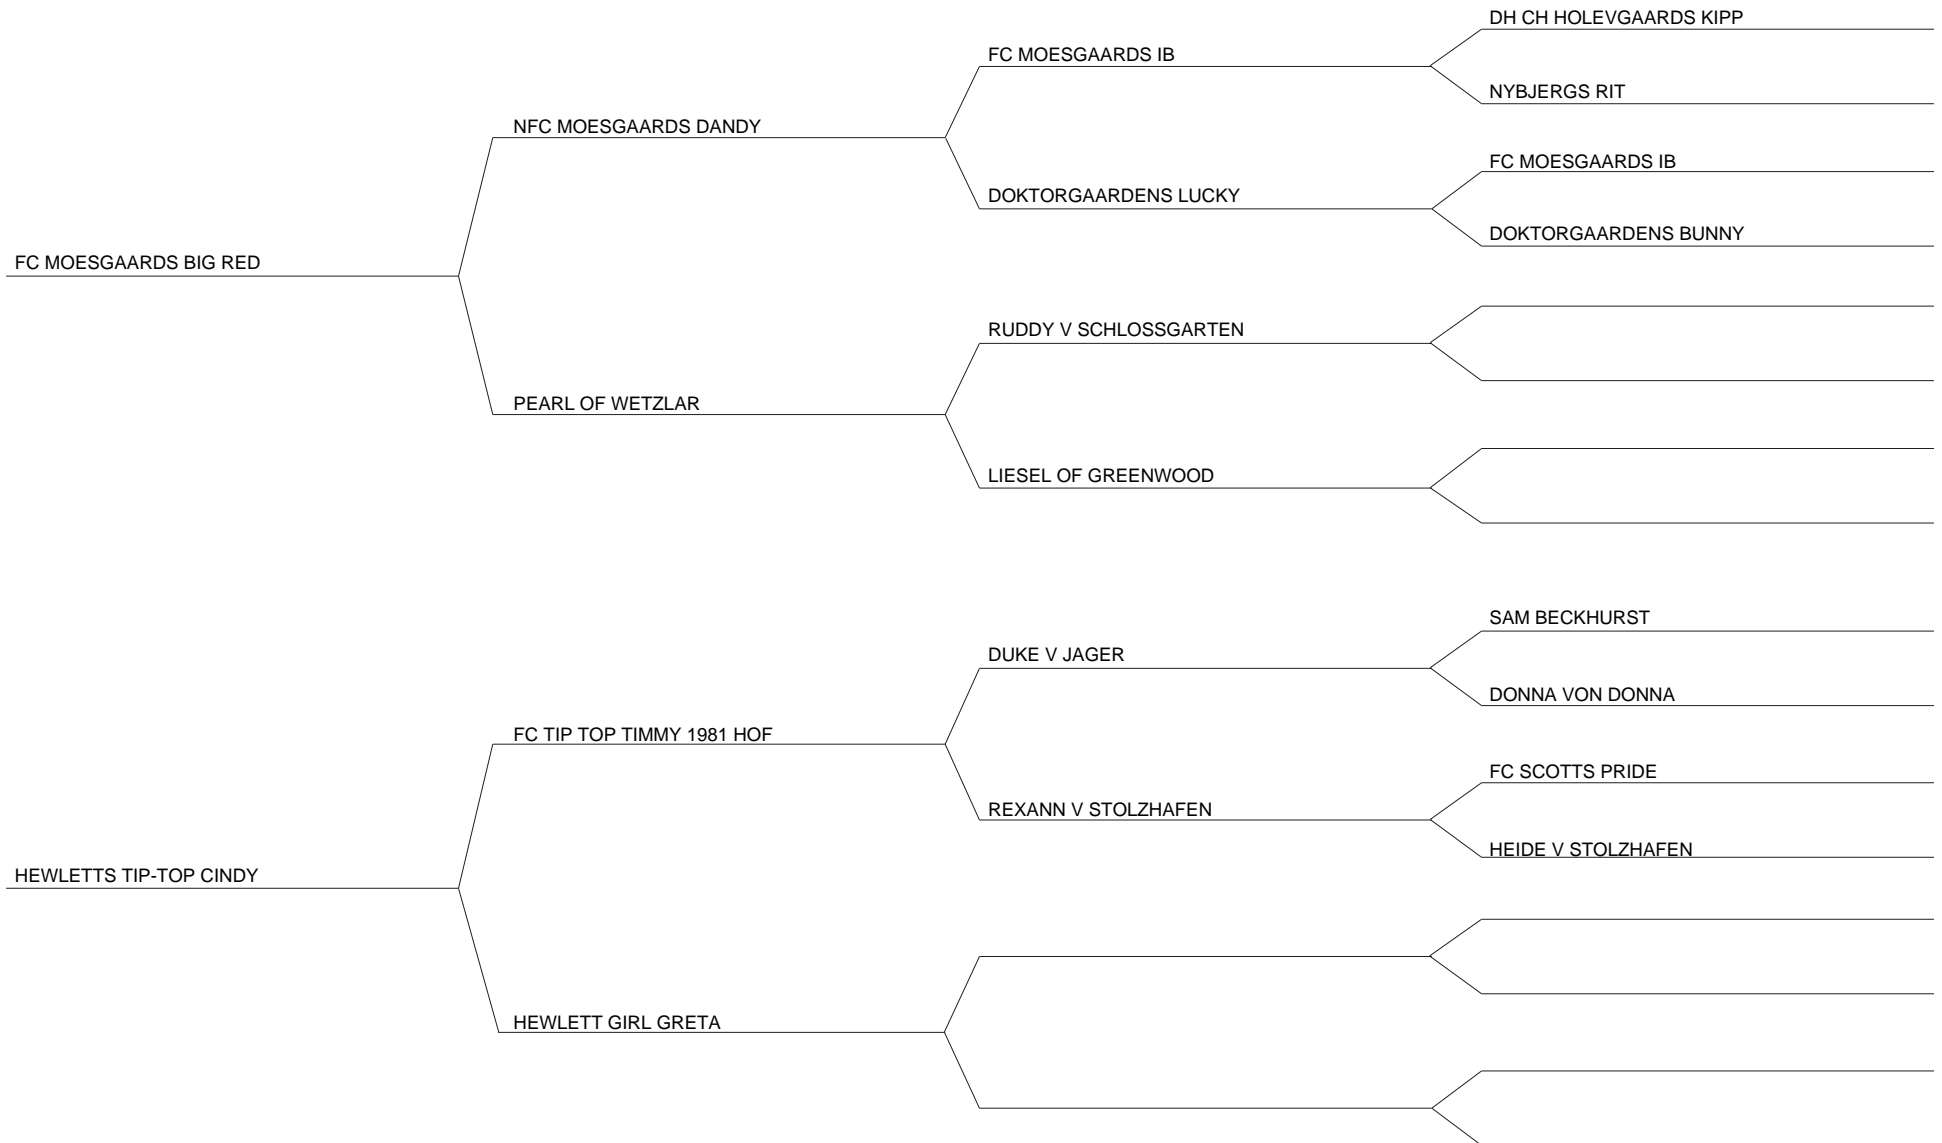 DH CH HOLEVGAARDS KIPP
FC MOESGAARDS IB
NYBJERGS RIT
NFC MOESGAARDS DANDY
FC MOESGAARDS IB
DOKTORGAARDENS LUCKY
DOKTORGAARDENS BUNNY
FC MOESGAARDS BIG RED
RUDDY V SCHLOSSGARTEN
PEARL OF WETZLAR
LIESEL OF GREENWOOD
SAM BECKHURST
DUKE V JAGER
DONNA VON DONNA
FC TIP TOP TIMMY 1981 HOF
FC SCOTTS PRIDE
REXANN V STOLZHAFEN
HEIDE V STOLZHAFEN
HEWLETTS TIP-TOP CINDY
HEWLETT GIRL GRETA